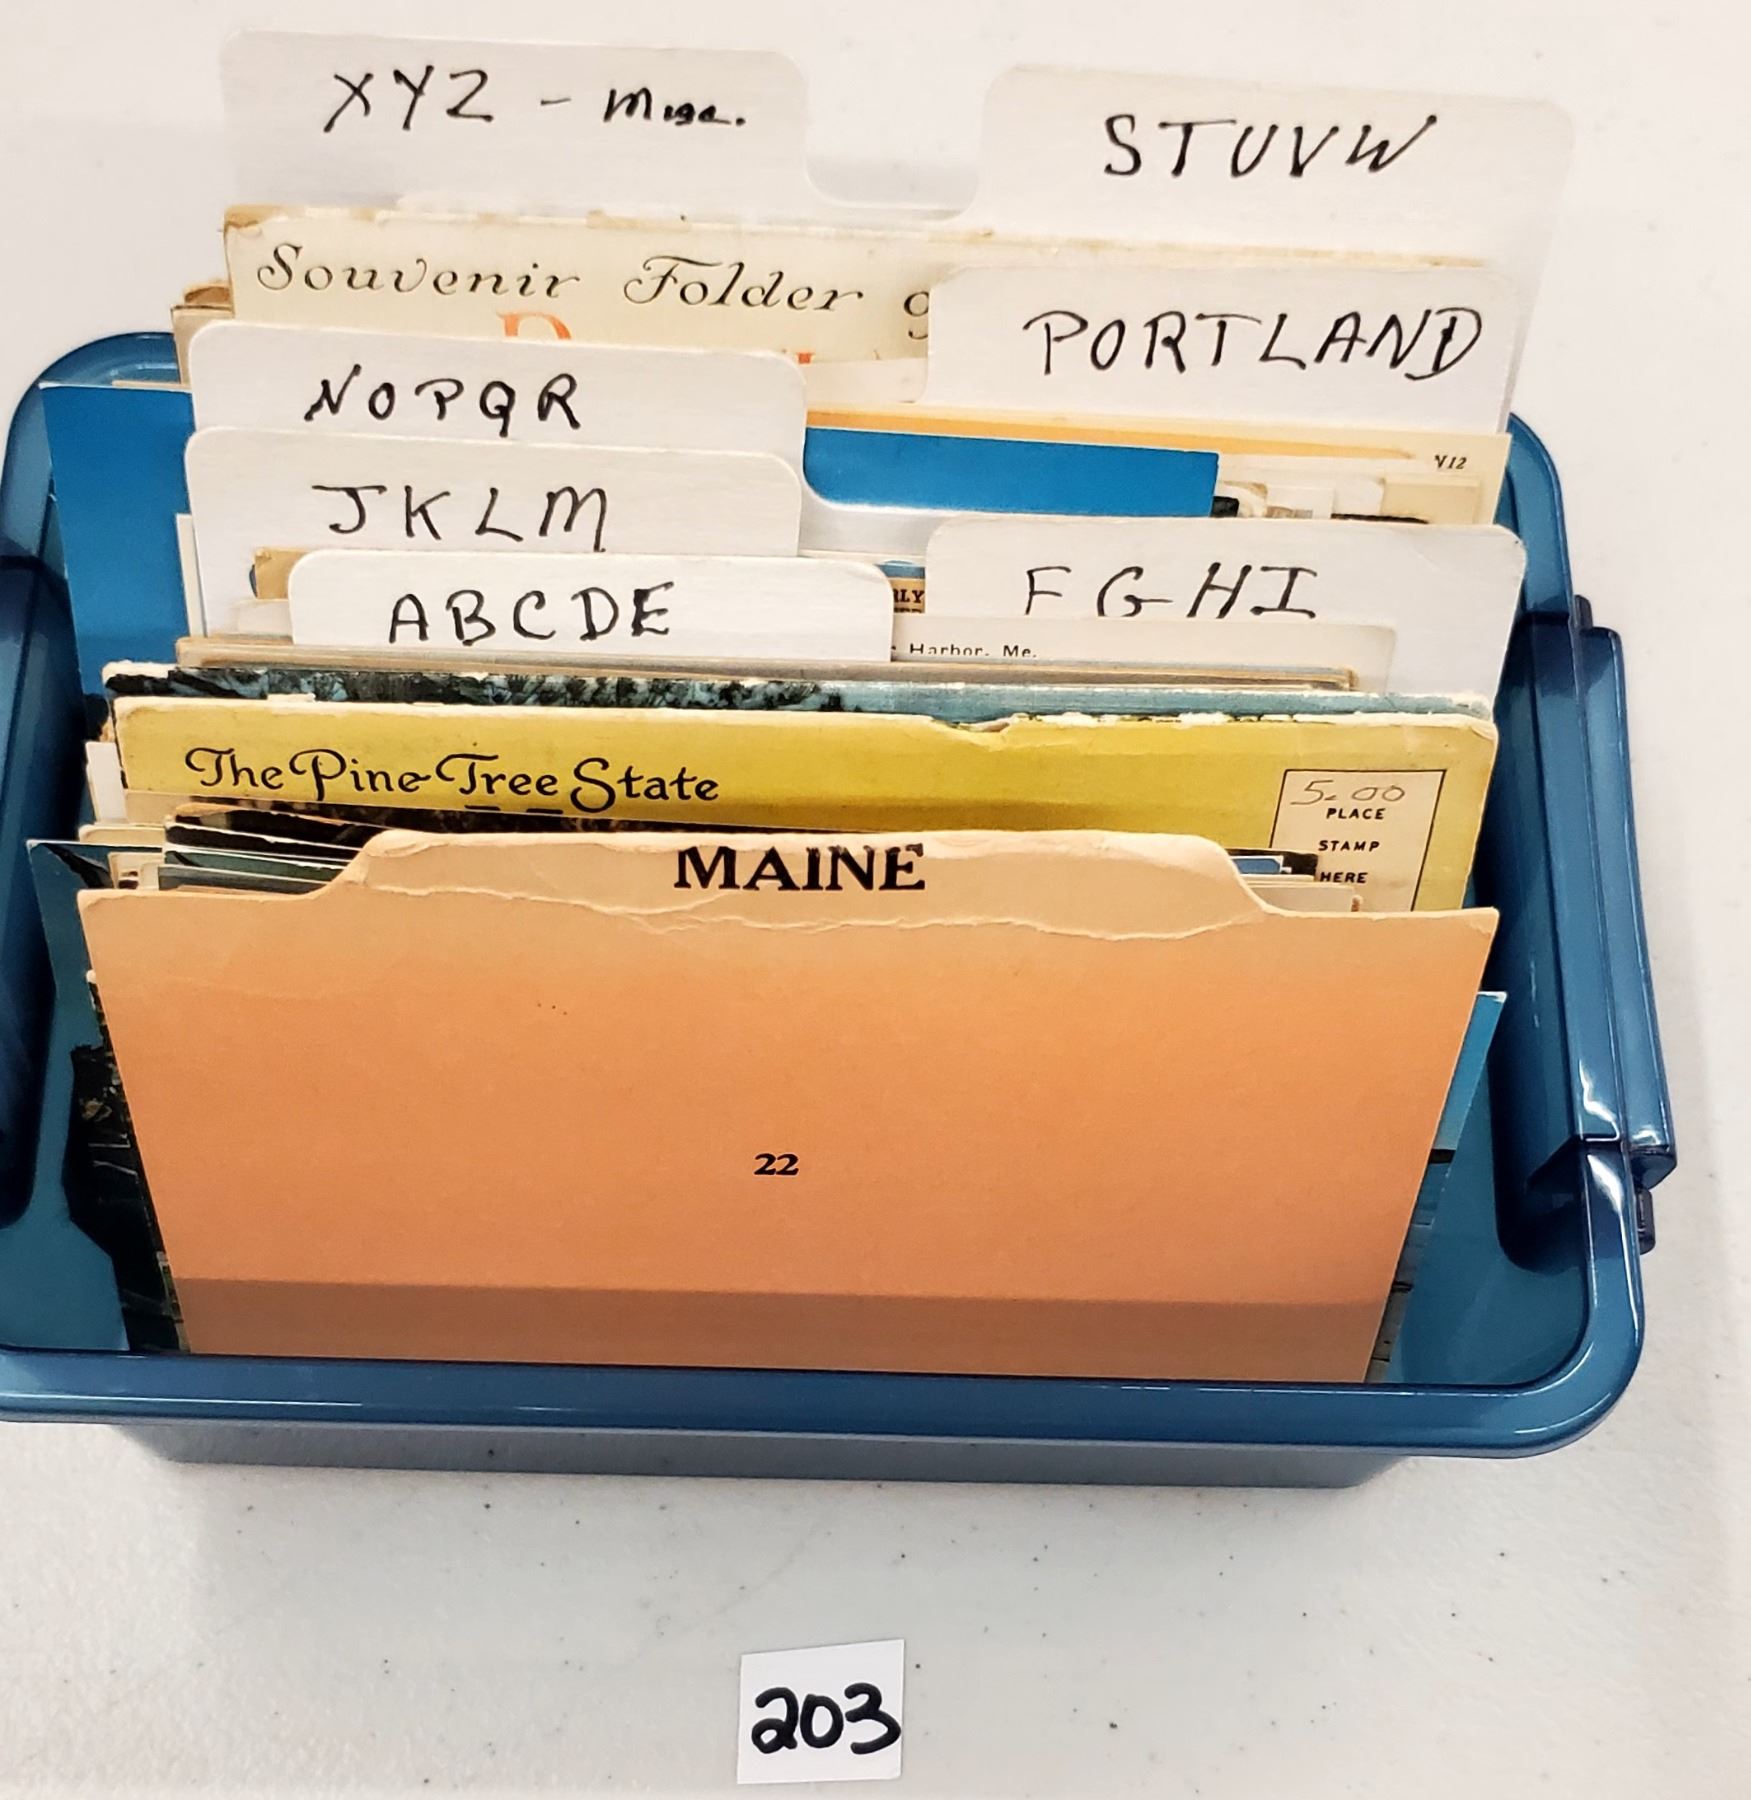 XYZ - Misc.
STUVW
Souvenir Folder
PORTLAND
NOPQR
V12
JKLM
FGHI
ABCDE
Harbor, Me.
The Pine Tree State
5.00
PLACE
STAMP
HERE
MAINE
22
203